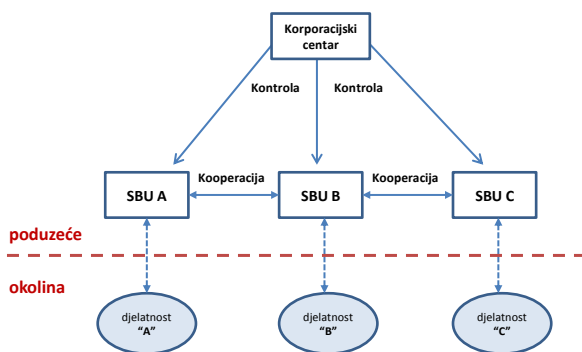 Korporacijski
centar
Kontrola
Kontrola
Kooperacija
Kooperacija
SBU A
SBU B
SBU C
poduzeće
okolina
djelatnost
"A"
djelatnost
"B"
djelatnost
"C"